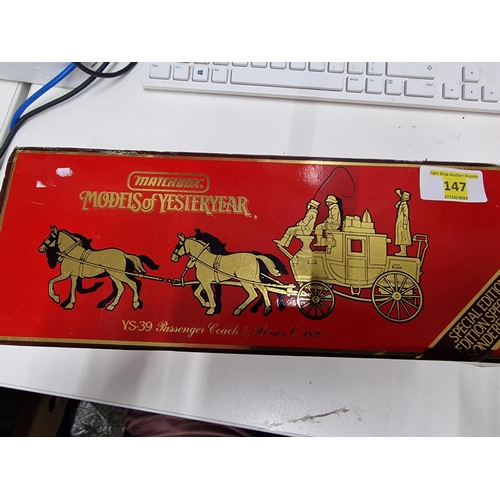 MATCHBOX
MODELS of YESTERYEAR
147
YS-39 Passenger Coach & Horses C. 1820
SPECIAL EDITION